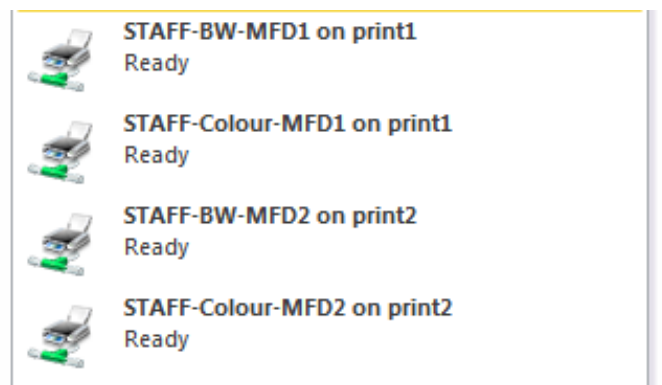 STAFF-BW-MFD1 on print1
Ready
STAFF-Colour-MFD1 on print1
Ready
STAFF-BW-MFD2 on print2
Ready
STAFF-Colour-MFD2 on print2
Ready